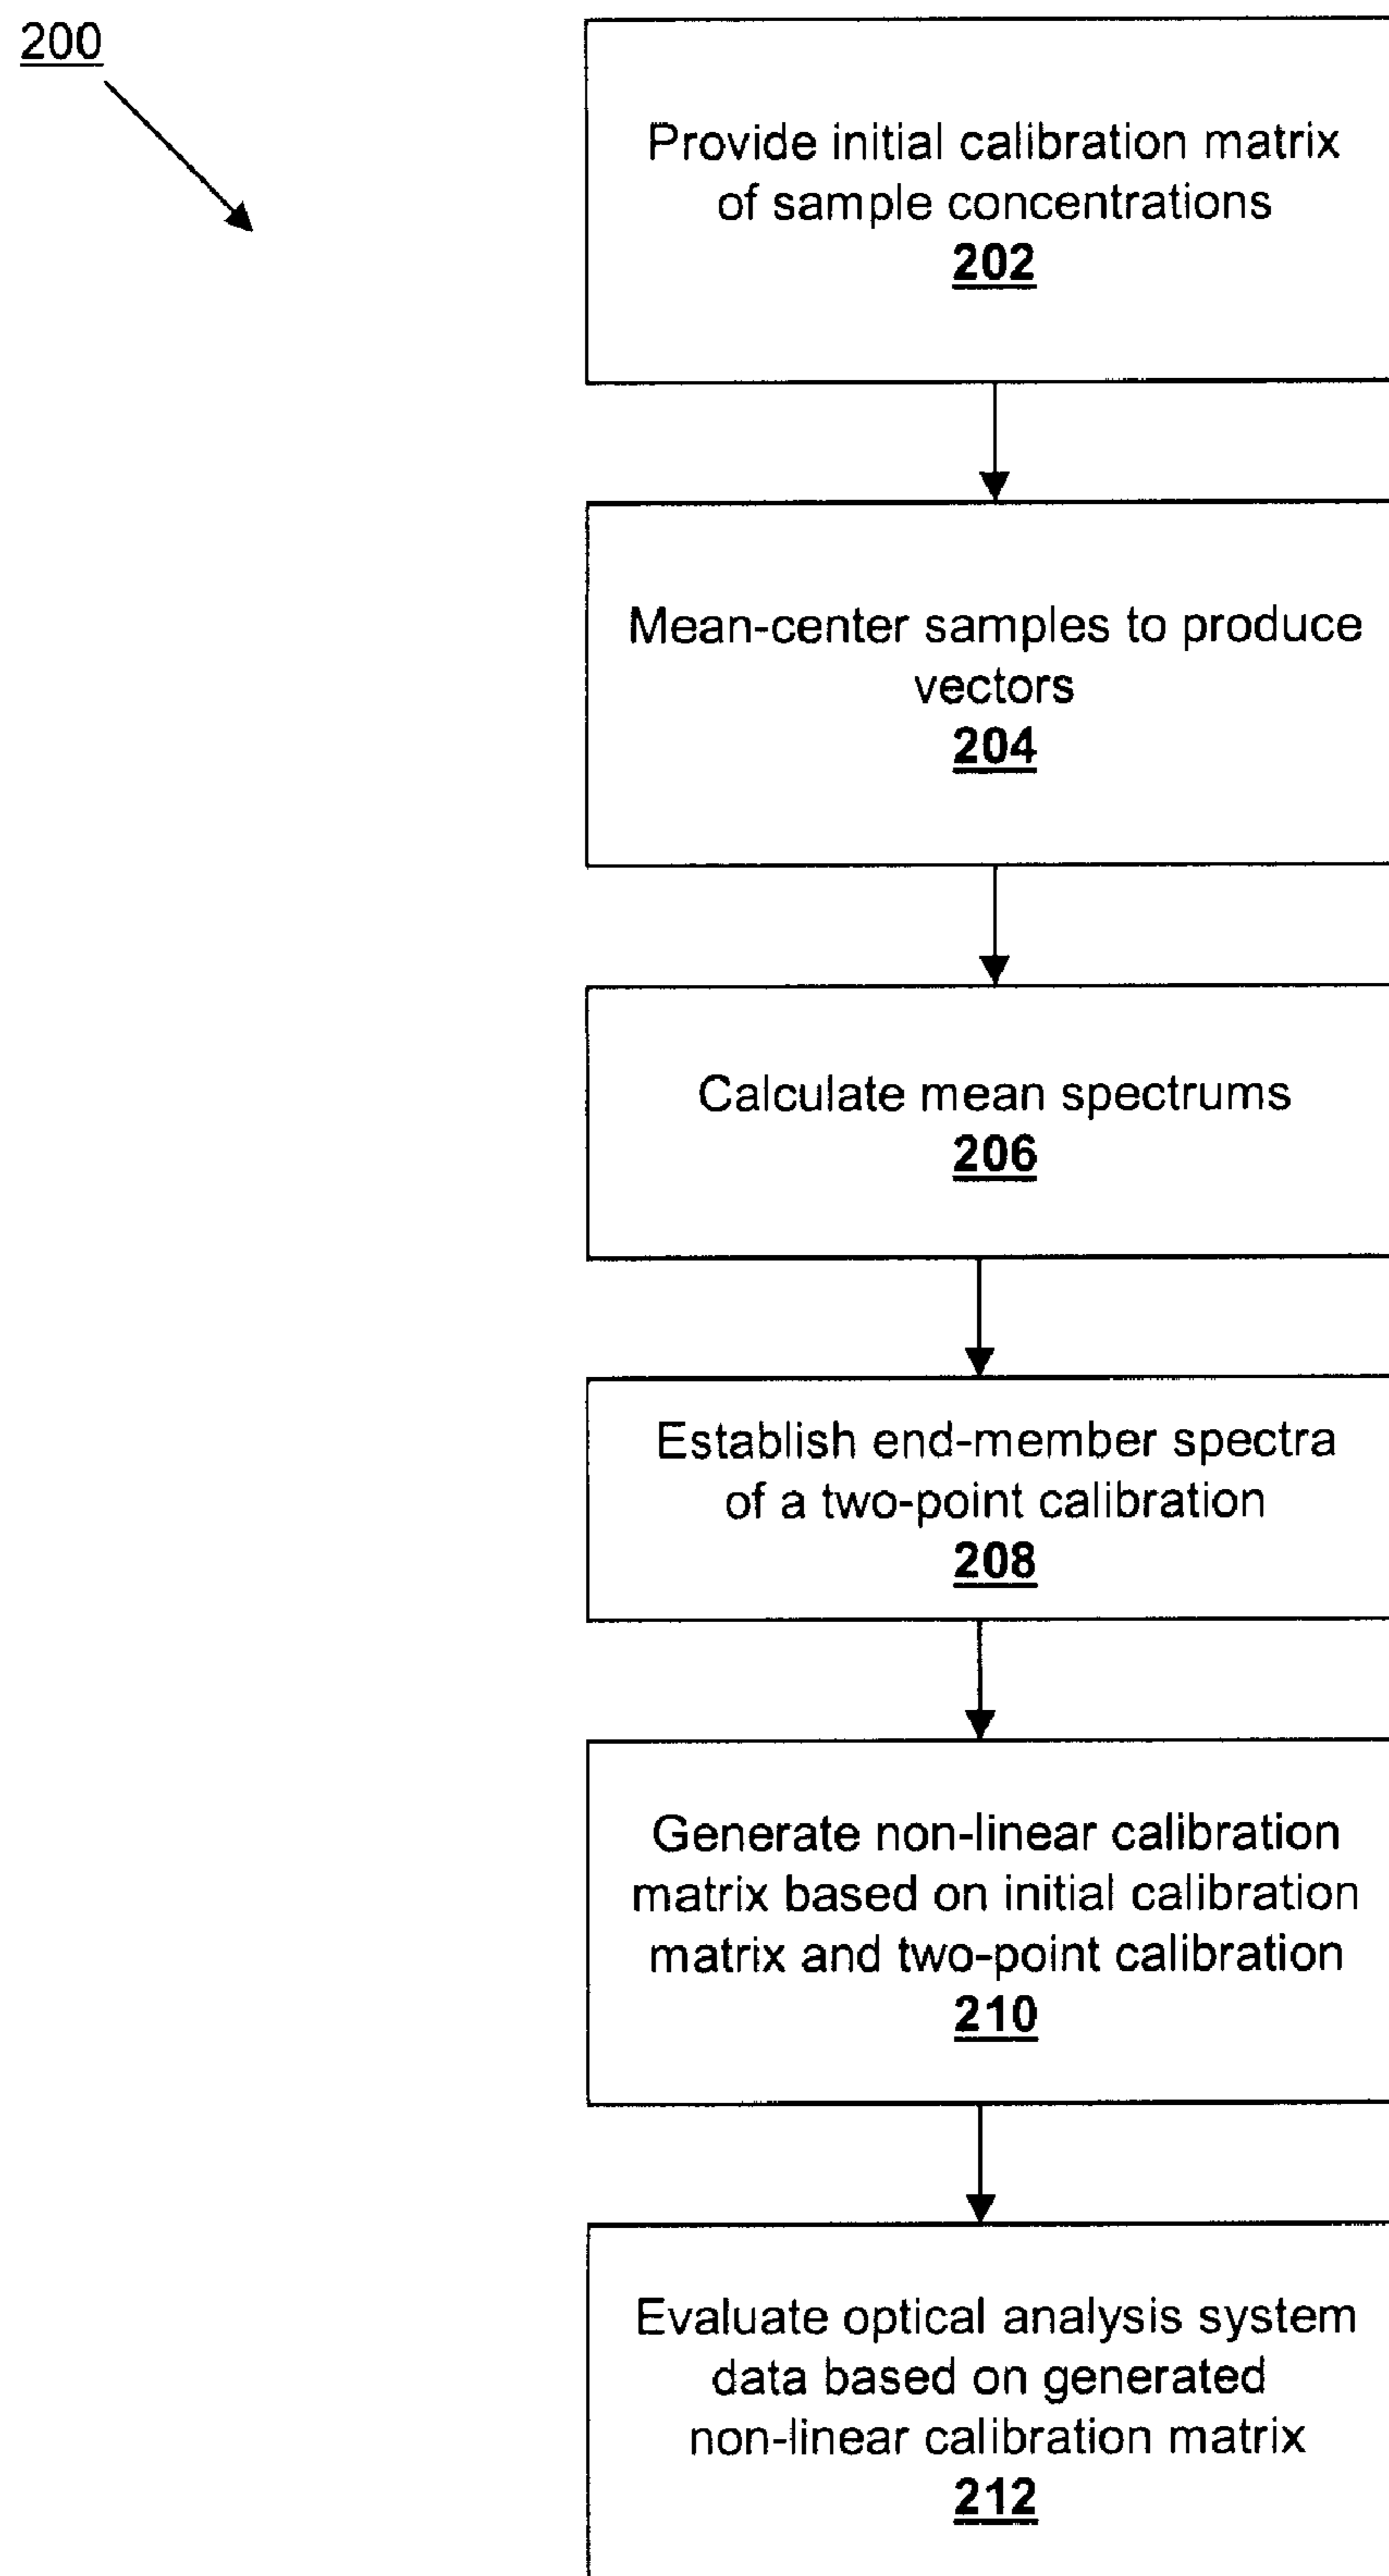 200
Provide initial calibration matrix
of sample concentrations
202
Mean-center samples to produce
vectors
204
Calculate mean spectrums
206
Establish end-member spectra
of a two-point calibration
208
Generate non-linear calibration
matrix based on initial calibration
matrix and two-point calibration
210
Evaluate optical analysis system
data based on generated
non-linear calibration matrix
212